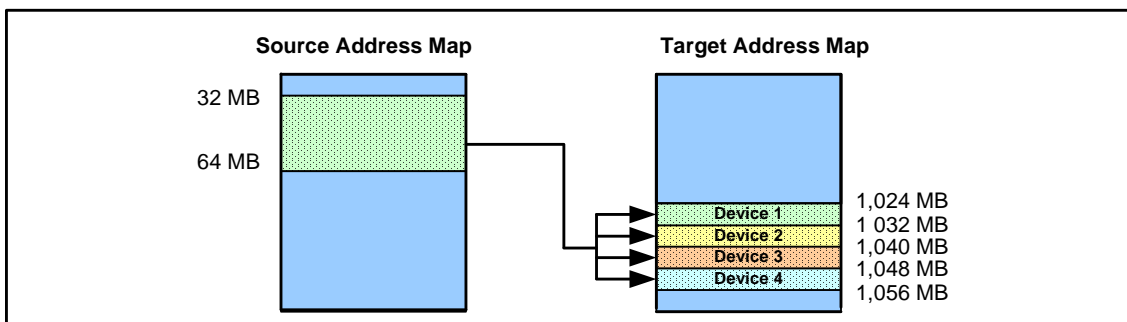 Source Address Map
32 MB
64 MB
Target Address Map
1,024 MB
Device 1
1 032 MB
Device 2
1,040 MB
Device 3
1,048 MB
Device 4
1,056 MB